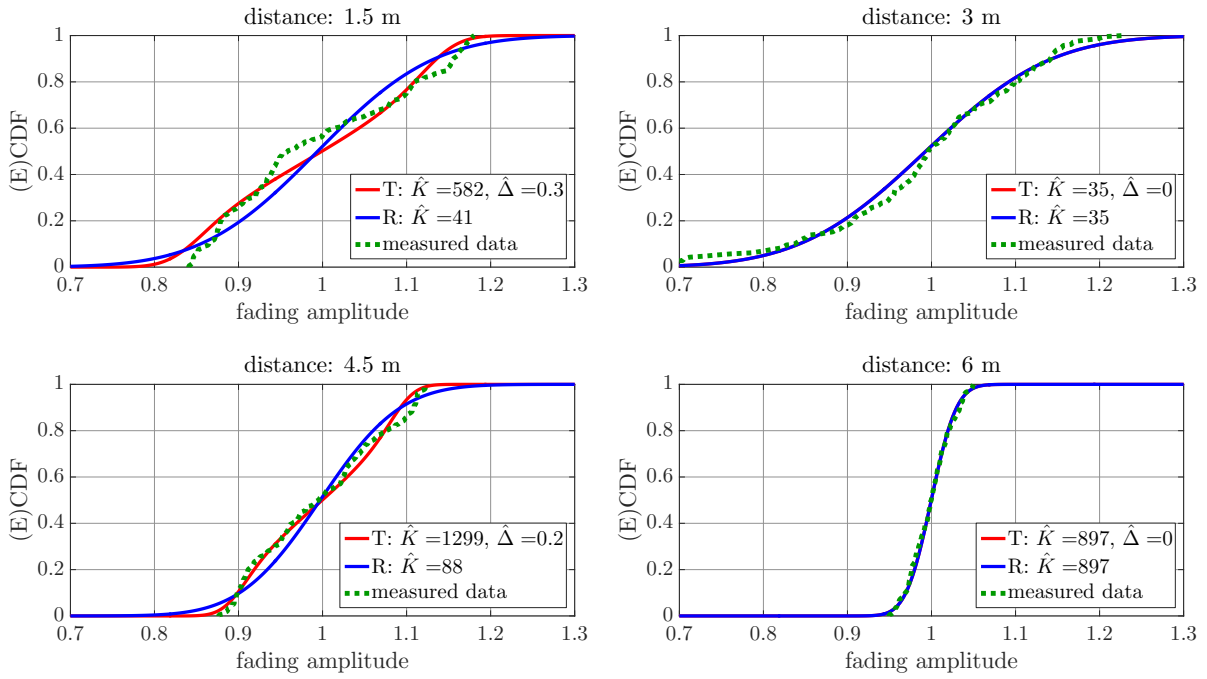 distance: 1.5 m
(E)CDF
1
0.8
0.6
0.4
0.2
0
T: K̂ =582, Δ̂ =0.3
R: K̂ =41
measured data
0.7 0.8 0.9 1 1.1 1.2 1.3
fading amplitude
distance: 3 m
(E)CDF
1
0.8
0.6
0.4
0.2
0
T: K̂ =35, Δ̂ =0
R: K̂ =35
measured data
0.7 0.8 0.9 1 1.1 1.2 1.3
fading amplitude
distance: 4.5 m
(E)CDF
1
0.8
0.6
0.4
0.2
0
T: K̂ =1299, Δ̂ =0.2
R: K̂ =88
measured data
0.7 0.8 0.9 1 1.1 1.2 1.3
fading amplitude
distance: 6 m
(E)CDF
1
0.8
0.6
0.4
0.2
0
T: K̂ =897, Δ̂ =0
R: K̂ =897
measured data
0.7 0.8 0.9 1 1.1 1.2 1.3
fading amplitude